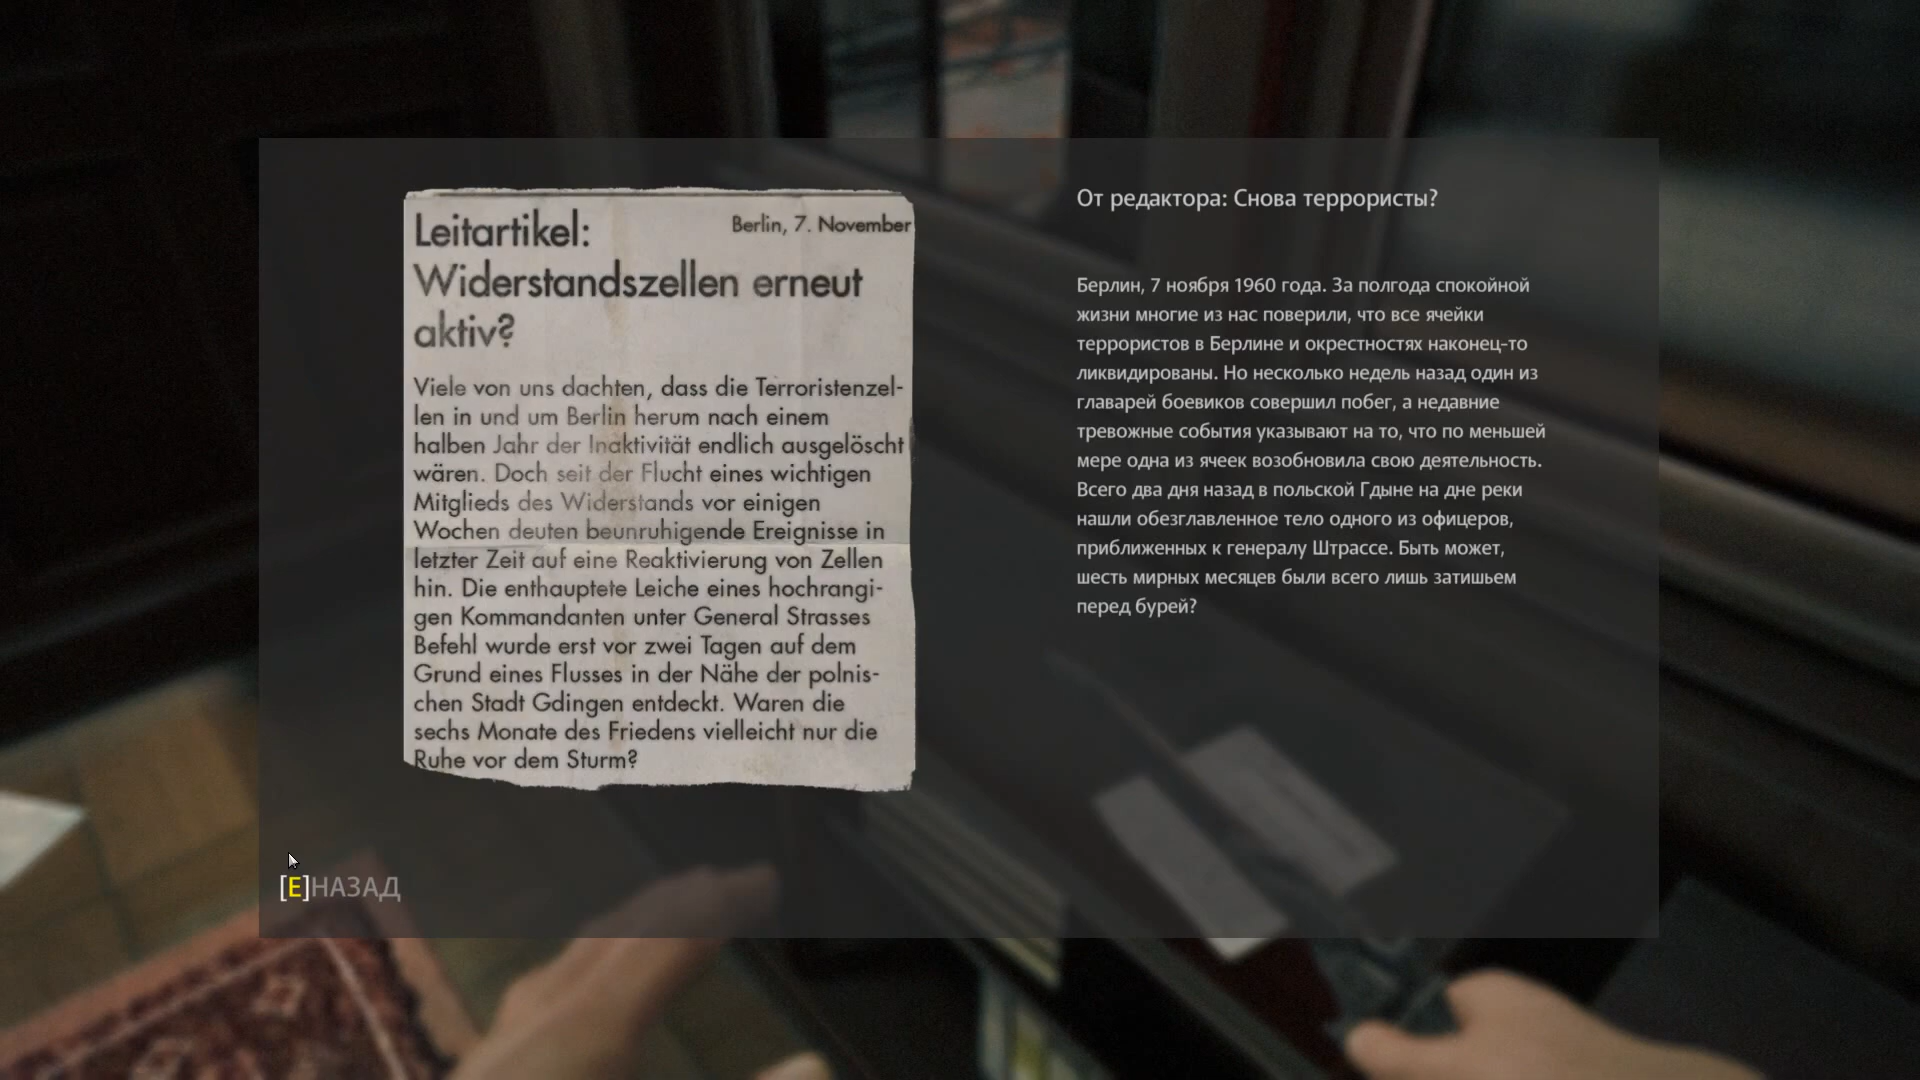 Leitartikel:
Berlin, 7. November
Widerstandszellen erneut
aktiv?
Viele von uns dachten, dass die Terroristenzel-
len in und um Berlin herum nach einem
halben Jahr der Inaktivität endlich ausgelöscht
wären. Doch seit der Flucht eines wichtigen
Mitglieds des Widerstands vor einigen
Wochen deuten beunruhigende Ereignisse in
letzter Zeit auf eine Reaktivierung von Zellen
hin. Die enthauptete Leiche eines hochrangi-
gen Kommandanten unter General Strasses
Befehl wurde erst vor zwei Tagen auf dem
Grund eines Flusses in der Nähe der polnis-
chen Stadt Gdingen entdeckt. Waren die
sechs Monate des Friedens vielleicht nur die
Ruhe vor dem Sturm?
От редактора: Снова террористы?
Берлин, 7 ноября 1960 года. За полгода спокойной
жизни многие из нас поверили, что все ячейки
террористов в Берлине и окрестностях наконец-то
ликвидированы. Но несколько недель назад один из
главарей боевиков совершил побег, а недавние
тревожные события указывают на то, что по меньшей
мере одна из ячеек возобновила свою деятельность.
Всего два дня назад в польской Гдыне на дне реки
нашли обезглавленное тело одного из офицеров,
приближенных к генералу Штрассе. Быть может,
шесть мирных месяцев были всего лишь затишьем
перед бурей?
[E]НАЗАД